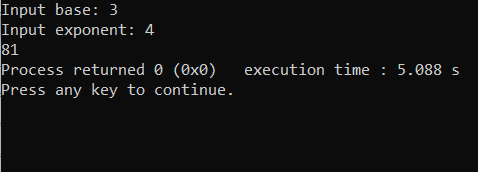 Input base: 3
Input exponent: 4
81
Process returned 0 (0x0)   execution time : 5.088 s
Press any key to continue.